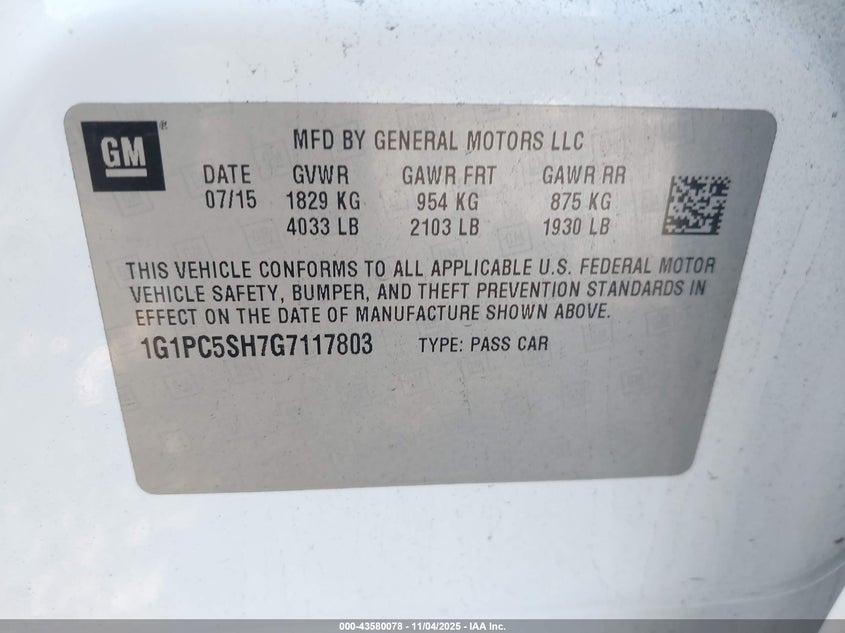 GM ®
MFD BY GENERAL MOTORS LLC
DATE GVWR GAWR FRT GAWR RR
07/15 1829 KG 954 KG 875 KG
4033 LB 2103 LB 1930 LB
THIS VEHICLE CONFORMS TO ALL APPLICABLE U.S. FEDERAL MOTOR
VEHICLE SAFETY, BUMPER, AND THEFT PREVENTION STANDARDS IN
EFFECT ON THE DATE OF MANUFACTURE SHOWN ABOVE.
1G1PC5SH7G7117803 TYPE: PASS CAR
000-43580078 - 11/04/2025 - IAA Inc.